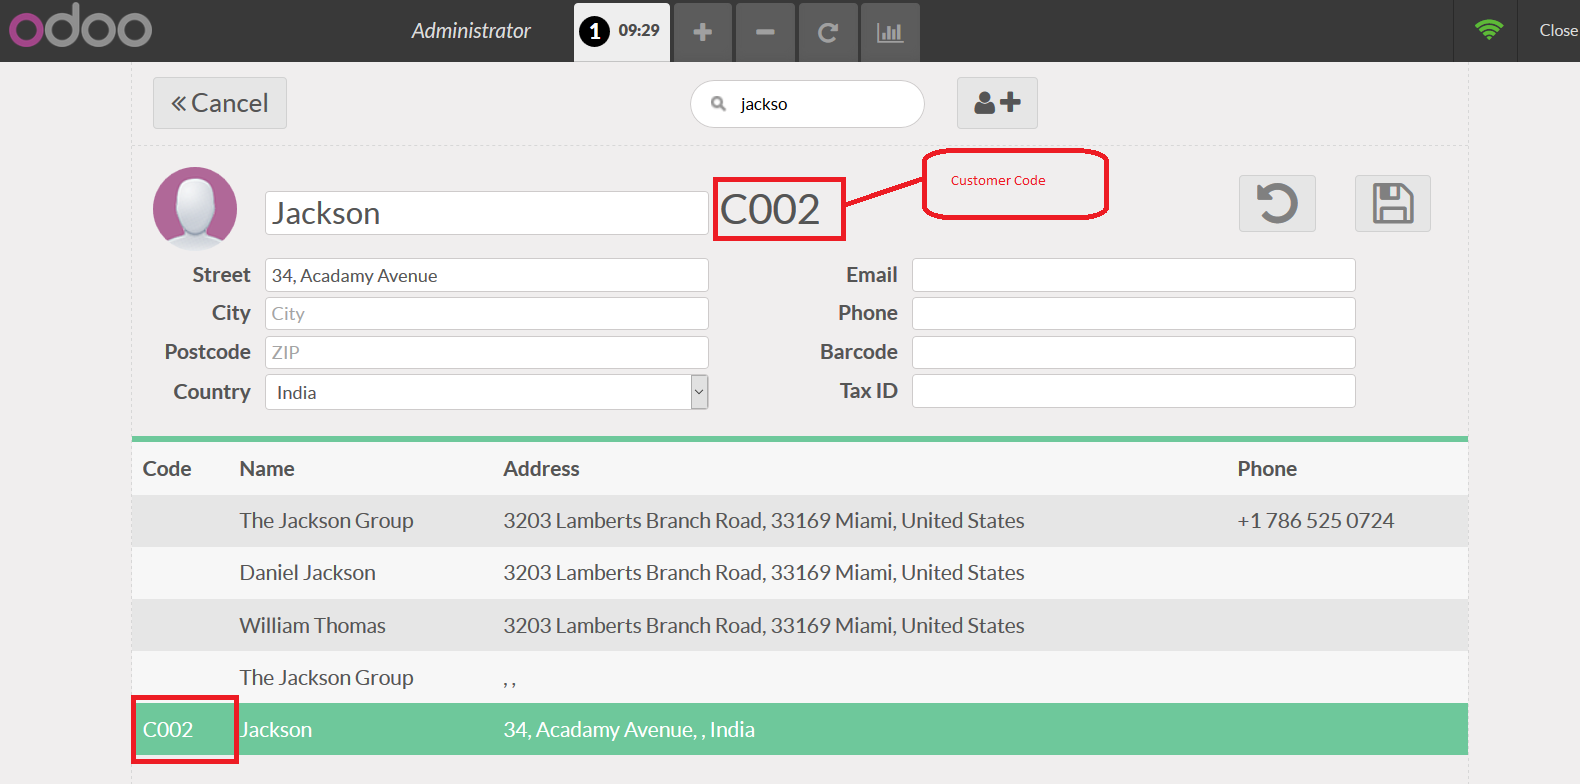 odoo Administrator 1 09:29 Close
Cancel jackso
Jackson C002 Customer Code
Street 34, Acadamy Avenue Email
City City Phone
Postcode ZIP Barcode
Country India Tax ID
Code Name Address Phone
The Jackson Group 3203 Lamberts Branch Road, 33169 Miami, United States +1 786 525 0724
Daniel Jackson 3203 Lamberts Branch Road, 33169 Miami, United States
William Thomas 3203 Lamberts Branch Road, 33169 Miami, United States
The Jackson Group , ,
C002 Jackson 34, Acadamy Avenue, , India